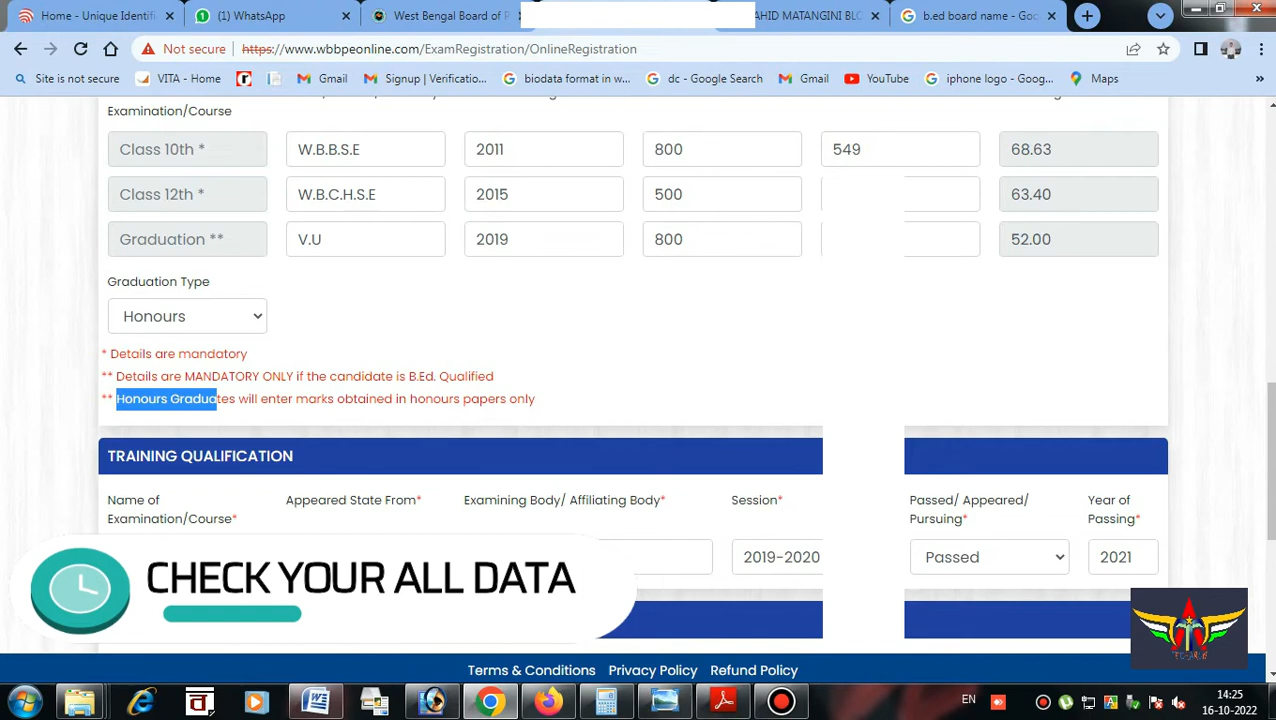 Home - Unique Identifi
(1) WhatsApp
West Bengal Board of P
AHID MATANGINI BLO
b.ed board name - Goo
Not secure https://www.wbbpeonline.com/ExamRegistration/OnlineRegistration
Site is not secure
VITA - Home
Gmail
Signup | Verificatio...
biodata format in w...
dc - Google Search
Gmail
YouTube
iphone logo - Goog...
Maps
»
Examination/Course
Class 10th * W.B.B.S.E 2011 800 549 68.63
Class 12th * W.B.C.H.S.E 2015 500 63.40
Graduation ** V.U 2019 800 52.00
Graduation Type
Honours
* Details are mandatory
** Details are MANDATORY ONLY if the candidate is B.Ed. Qualified
** Honours Graduates will enter marks obtained in honours papers only
TRAINING QUALIFICATION
Name of Examination/Course*
Appeared State From*
Examining Body/ Affiliating Body*
Session*
Passed/ Appeared/ Pursuing*
Year of Passing*
2019-2020
Passed
2021
CHECK YOUR ALL DATA
Terms & Conditions Privacy Policy Refund Policy
EN
14:25
16-10-2022